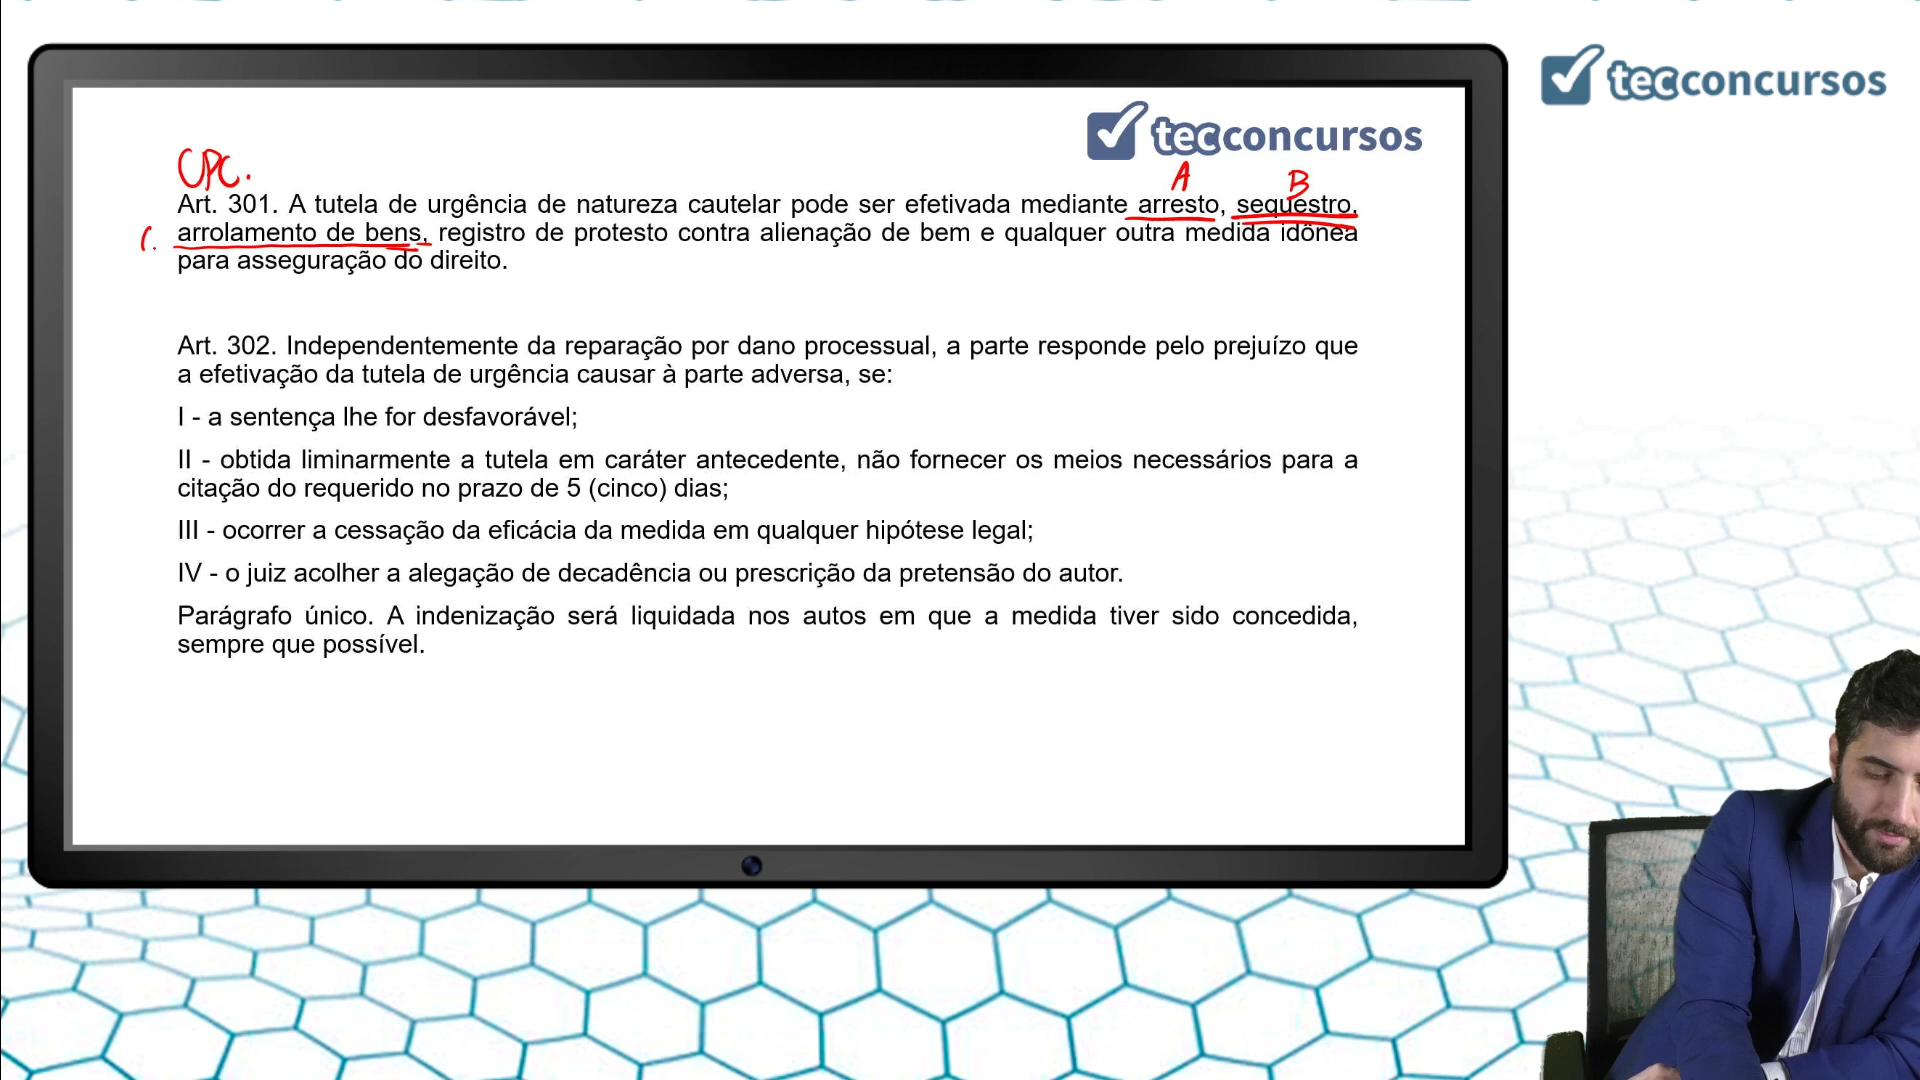 tecconcursos
tecconcursos
CPC.
A
B
Art. 301. A tutela de urgência de natureza cautelar pode ser efetivada mediante arresto, sequestro,
(.
arrolamento de bens, registro de protesto contra alienação de bem e qualquer outra medida idônea
para asseguração do direito.
Art. 302. Independentemente da reparação por dano processual, a parte responde pelo prejuízo que
a efetivação da tutela de urgência causar à parte adversa, se:
I - a sentença lhe for desfavorável;
II - obtida liminarmente a tutela em caráter antecedente, não fornecer os meios necessários para a
citação do requerido no prazo de 5 (cinco) dias;
III - ocorrer a cessação da eficácia da medida em qualquer hipótese legal;
IV - o juiz acolher a alegação de decadência ou prescrição da pretensão do autor.
Parágrafo único. A indenização será liquidada nos autos em que a medida tiver sido concedida,
sempre que possível.